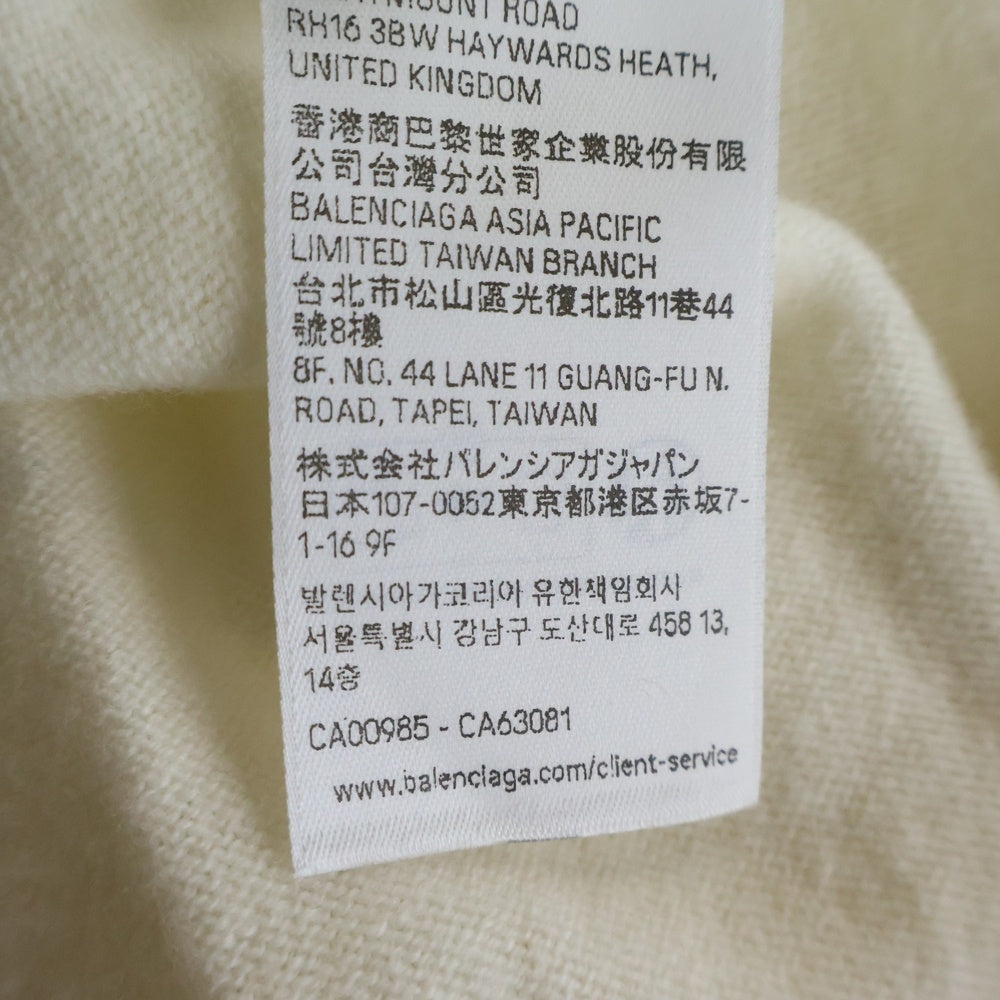 MOUNT ROAD
RH16 3BW HAYWARDS HEATH,
UNITED KINGDOM
香港商巴黎世家企業股份有限
公司台灣分公司
BALENCIAGA ASIA PACIFIC
LIMITED TAIWAN BRANCH
台北市松山區光復北路11巷44
號8樓
8F. NO. 44 LANE 11 GUANG-FU N.
ROAD, TAPEI, TAIWAN
株式会社バレンシアガジャパン
日本107-0052東京都港区赤坂7-
1-16 9F
발렌시아가코리아 유한책임회사
서울특별시 강남구 도산대로 458 13,
14층
CA00985 - CA63081
www.balenciaga.com/client-service